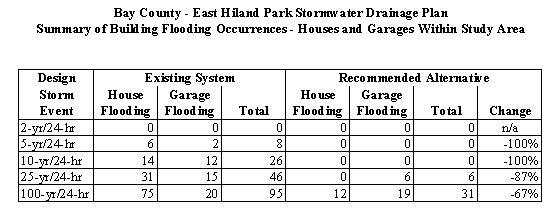 Bay County - East Hiland Park Stormwater Drainage Plan
Summary of Building Flooding Occurrences - Houses and Garages Within Study Area
Design Existing System Recommended Alternative
Storm House Garage House Garage
Event Flooding Flooding Total Flooding Flooding Total Change
2-yr/24-hr 0 0 0 0 0 0 n/a
5-yr/24-hr 6 2 8 0 0 0 -100%
10-yr/24-hr 14 12 26 0 0 0 -100%
25-yr/24-hr 31 15 46 0 6 6 -87%
100-yr/24-hr 75 20 95 12 19 31 -67%